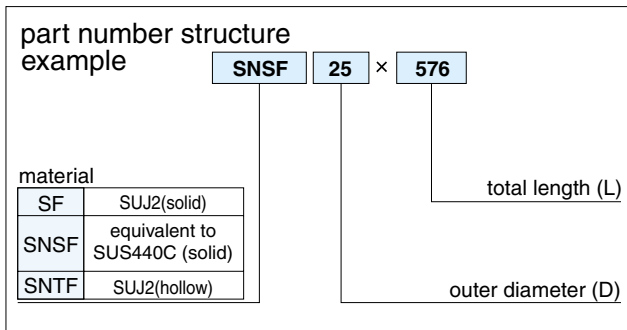 part number structure
example
SNSF 25 × 576
material
SF SUJ2(solid)
SNSF equivalent to
SUS440C (solid)
SNTF SUJ2(hollow)
total length (L)
outer diameter (D)